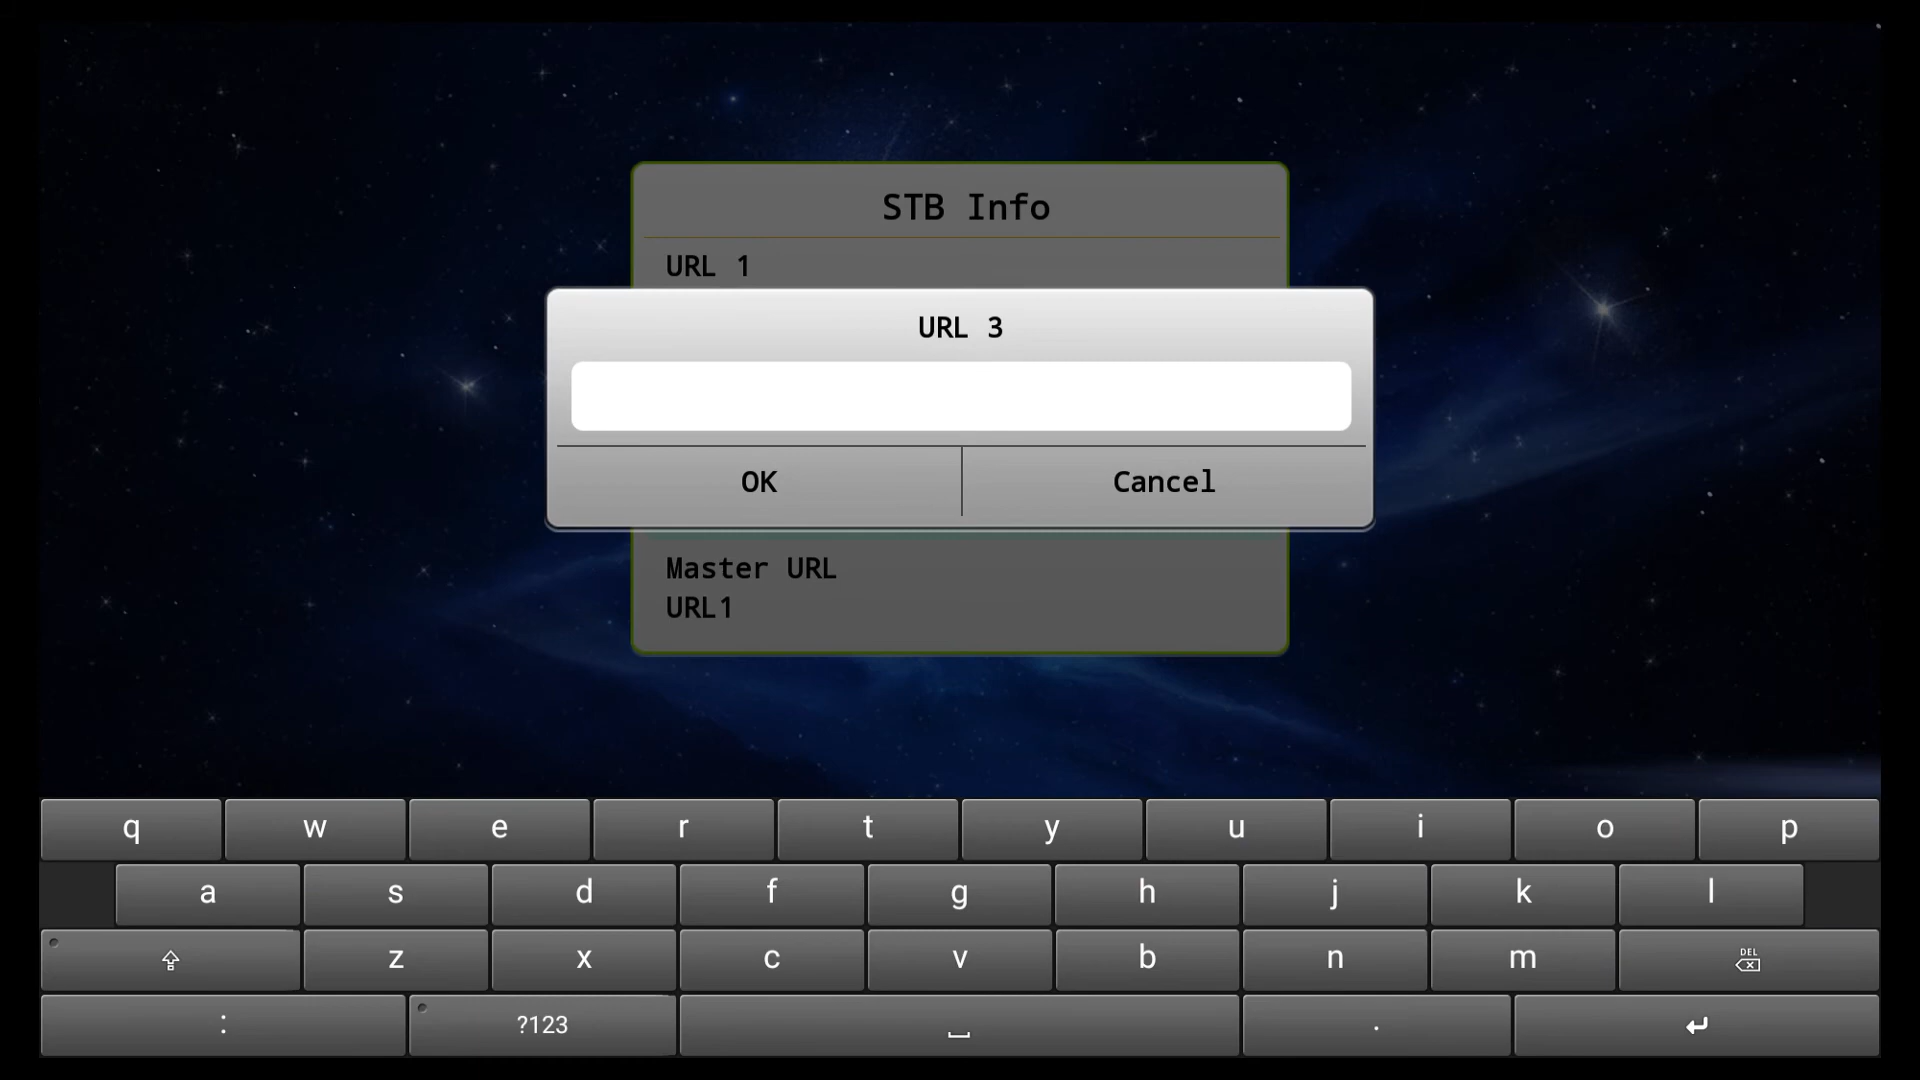 STB Info
URL 1
URL 3
OK Cancel
Master URL
URL1
q w e r t y u i o p
a s d f g h j k l
z x c v b n m DEL
: ?123 .